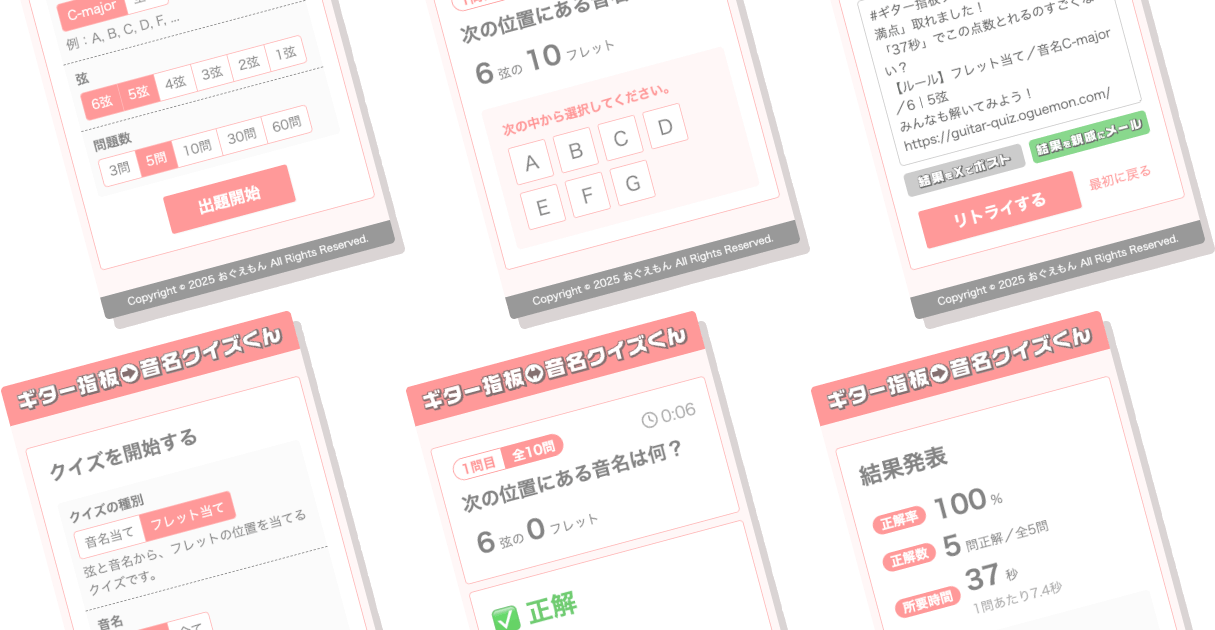 C-major
例：A, B, C, D, F, ...
弦
6弦 5弦 4弦 3弦 2弦 1弦
問題数
3問 5問 10問 30問 60問
出題開始
Copyright © 2025 おぐえもん All Rights Reserved.
次の位置にある音名
6 弦の 10 フレット
次の中から選択してください。
A B C D
E F G
Copyright © 2025 おぐえもん All Rights Reserved.
満点」取れました！
「37秒」でこの点数とれるのすごくな
い？
【ルール】フレット当て／音名C-major
／6｜5弦
みんなも解いてみよう！
https://guitar-quiz.oguemon.com/
結果をXでポスト 結果を親戚にメール
リトライする 最初に戻る
Copyright © 2025 おぐえもん All Rights Reserved.
ギター指板➡音名クイズくん
クイズを開始する
クイズの種別
音名当て フレット当て
弦と音名から、フレットの位置を当てる
クイズです。
音名
ギター指板⬌音名クイズくん
0:06
1問目 全10問
次の位置にある音名は何？
6 弦の 0 フレット
✅ 正解
ギター指板➡音名クイズくん
結果発表
正解率 100 %
正解数 5 問正解／全5問
所要時間 37 秒
1問あたり7.4秒